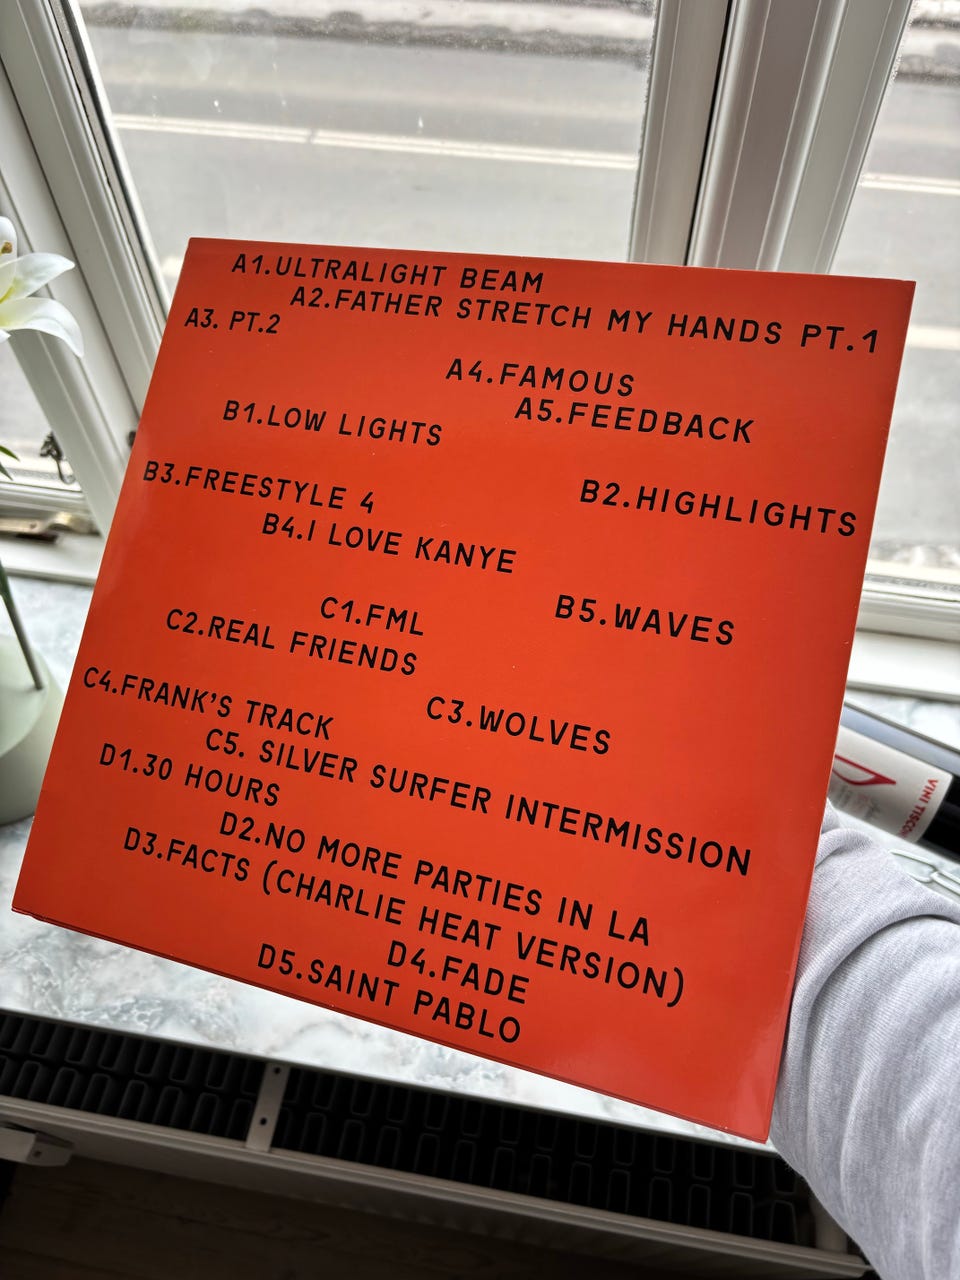 A1.ULTRALIGHT BEAM
A2.FATHER STRETCH MY HANDS PT.1
A3. PT.2
A4.FAMOUS
A5.FEEDBACK
B1.LOW LIGHTS
B2.HIGHLIGHTS
B3.FREESTYLE 4
B4.I LOVE KANYE
B5.WAVES
C1.FML
C2.REAL FRIENDS
C3.WOLVES
C4.FRANK'S TRACK
C5. SILVER SURFER INTERMISSION
D1.30 HOURS
D2.NO MORE PARTIES IN LA
D3.FACTS (CHARLIE HEAT VERSION)
D4.FADE
D5.SAINT PABLO
VINI